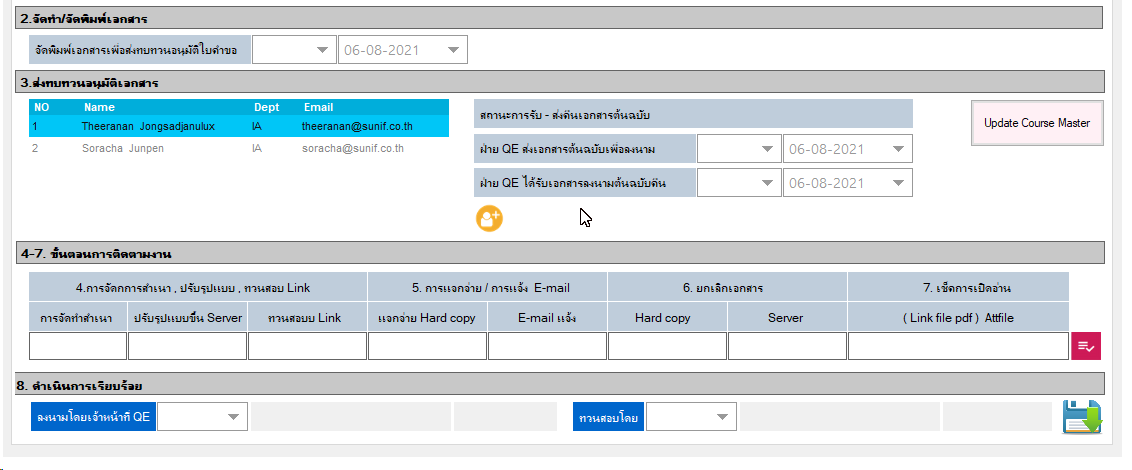 2.จัดทำ/จัดพิมพ์เอกสาร
จัดพิมพ์เอกสารเพื่อส่งทบทวนอนุมัติใบคำขอ 06-08-2021
3.ส่งทบทวนอนุมัติเอกสาร
NO Name Dept Email
1 Theeranan Jongsadjanulux IA theeranan@sunif.co.th
2 Soracha Junpen IA soracha@sunif.co.th
สถานะการรับ - ส่งคืนเอกสารต้นฉบับ
Update Course Master
ฝ่าย QE ส่งเอกสารต้นฉบับเพื่อลงนาม 06-08-2021
ฝ่าย QE ได้รับเอกสารลงนามต้นฉบับคืน 06-08-2021
4-7. ขั้นตอนการติดตามงาน
4.การจัดกการสำเนา , ปรับรูปแบบ , ทวนสอบ Link 5. การแจกจ่าย / การแจ้ง E-mail 6. ยกเลิกเอกสาร 7. เช็คการเปิดอ่าน
การจัดทำสำเนา ปรับรูปแบบขึ้น Server ทวนสอบบ Link แจกจ่าย Hard copy E-mail แจ้ง Hard copy Server ( Link file pdf ) Attfile
8. ดำเนินการเรียบร้อย
ลงนามโดยเจ้าหน้าที่ QE ทวนสอบโดย